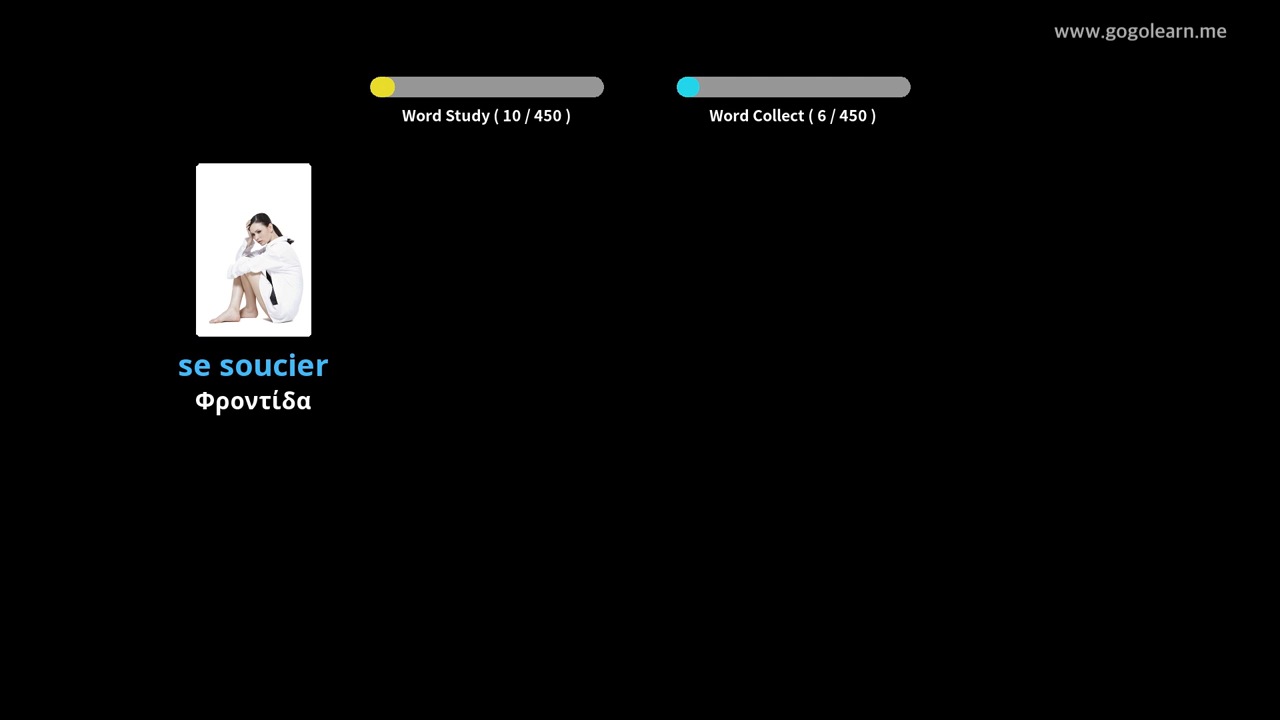 www.gogolearn.me
Word Study ( 10 / 450 )
Word Collect ( 6 / 450 )
se soucier
Φροντίδα